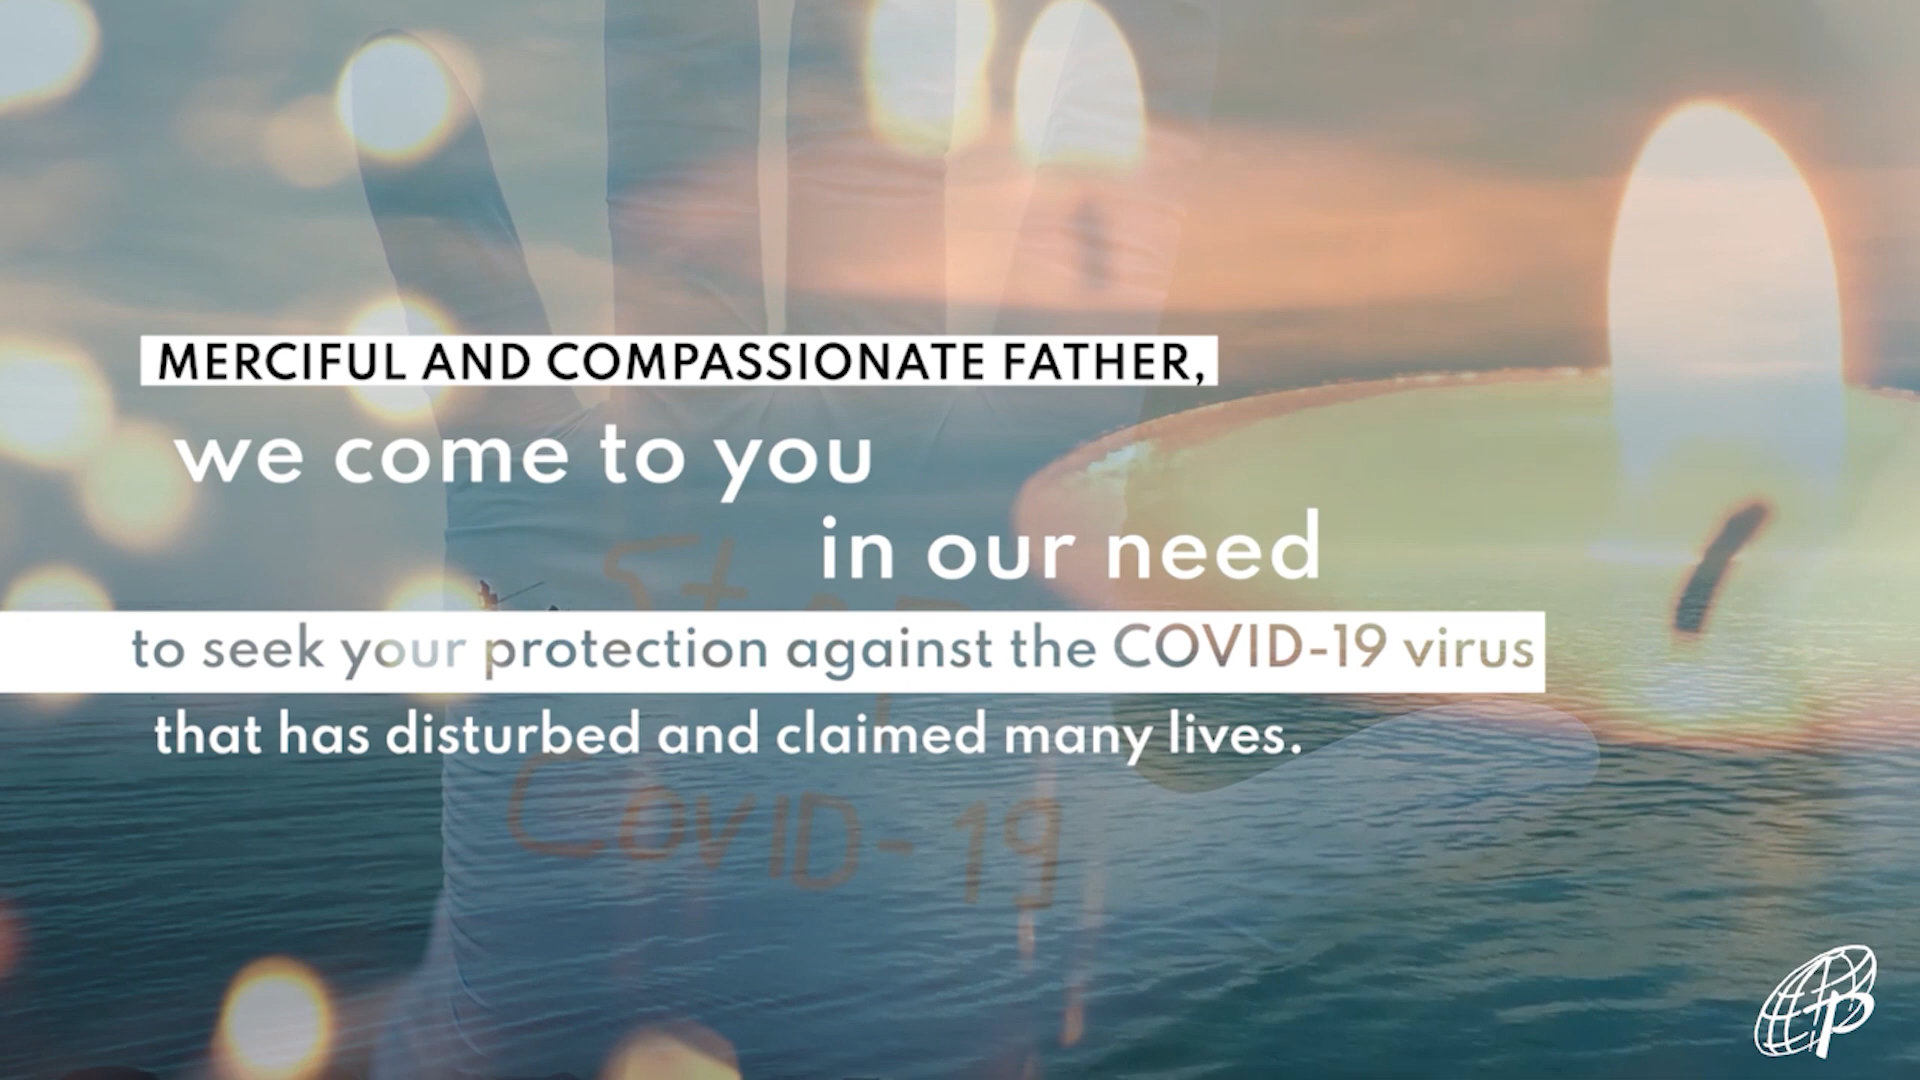 MERCIFUL AND COMPASSIONATE FATHER,
we come to you
in our need
to seek your protection against the COVID-19 virus
that has disturbed and claimed many lives.
Stop
COVID-19